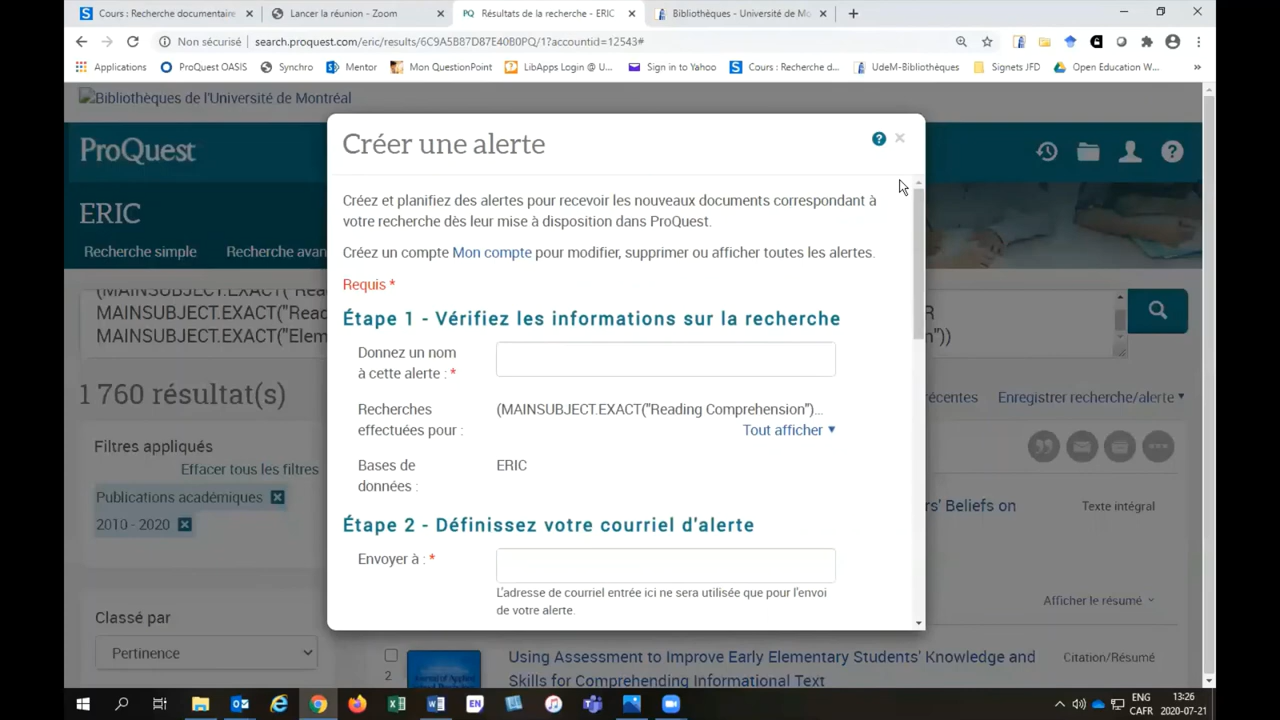 Cours : Recherche documentaire
Lancer la réunion - Zoom
PQ Résultats de la recherche - ERIC
Bibliothèques - Université de Mo
Non sécurisé search.proquest.com/eric/results/6C9A5B87D87E40B0PQ/1?accountid=12543#
Applications ProQuest OASIS Synchro Mentor Mon QuestionPoint LibApps Login @ U... Sign in to Yahoo Cours : Recherche d... UdeM-Bibliothèques Signets JFD Open Education W... »
Bibliothèques de l'Université de Montréal
ProQuest
ERIC
Recherche simple Recherche avan
Créer une alerte
Créez et planifiez des alertes pour recevoir les nouveaux documents correspondant à
votre recherche dès leur mise à disposition dans ProQuest.
Créez un compte Mon compte pour modifier, supprimer ou afficher toutes les alertes.
Requis *
Étape 1 - Vérifiez les informations sur la recherche
Donnez un nom
à cette alerte : *
Recherches
effectuées pour :
(MAINSUBJECT.EXACT("Reading Comprehension")...
Tout afficher
Bases de
données :
ERIC
Étape 2 - Définissez votre courriel d'alerte
Envoyer à : *
L'adresse de courriel entrée ici ne sera utilisée que pour l'envoi
de votre alerte.
(MAINSUBJECT.EXACT("Rea
(MAINSUBJECT.EXACT("Read R
(MAINSUBJECT.EXACT("Elem n"))
1 760 résultat(s)
écentes Enregistrer recherche/alerte
Filtres appliqués
Effacer tous les filtres
Publications académiques
2010 - 2020
Classé par
Pertinence
rs' Beliefs on
Texte intégral
Afficher le résumé
2
Using Assessment to Improve Early Elementary Students' Knowledge and
Skills for Comprehending Informational Text
Citation/Résumé
EN
ENG
CAFR
13:26
2020-07-21